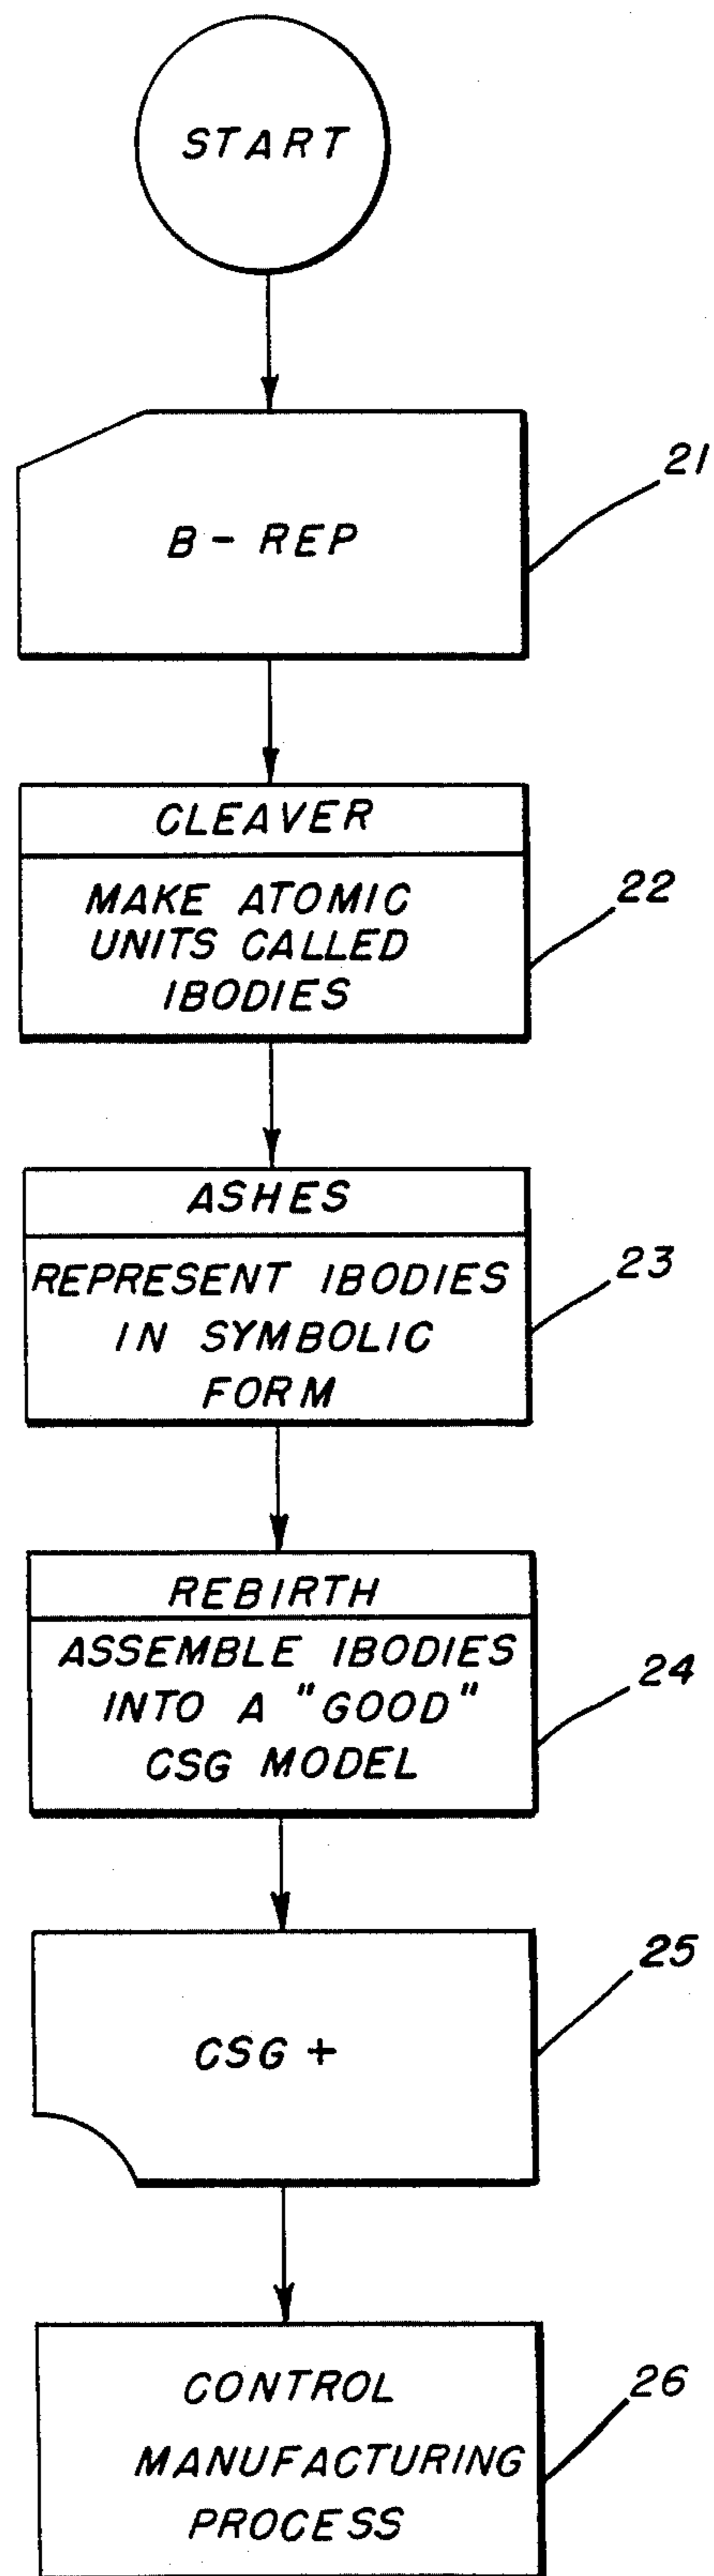 START
21
B - REP
CLEAVER
22
MAKE ATOMIC
UNITS CALLED
IBODIES
ASHES
23
REPRESENT IBODIES
IN SYMBOLIC
FORM
REBIRTH
24
ASSEMBLE IBODIES
INTO A "GOOD"
CSG MODEL
25
CSG +
26
CONTROL
MANUFACTURING
PROCESS